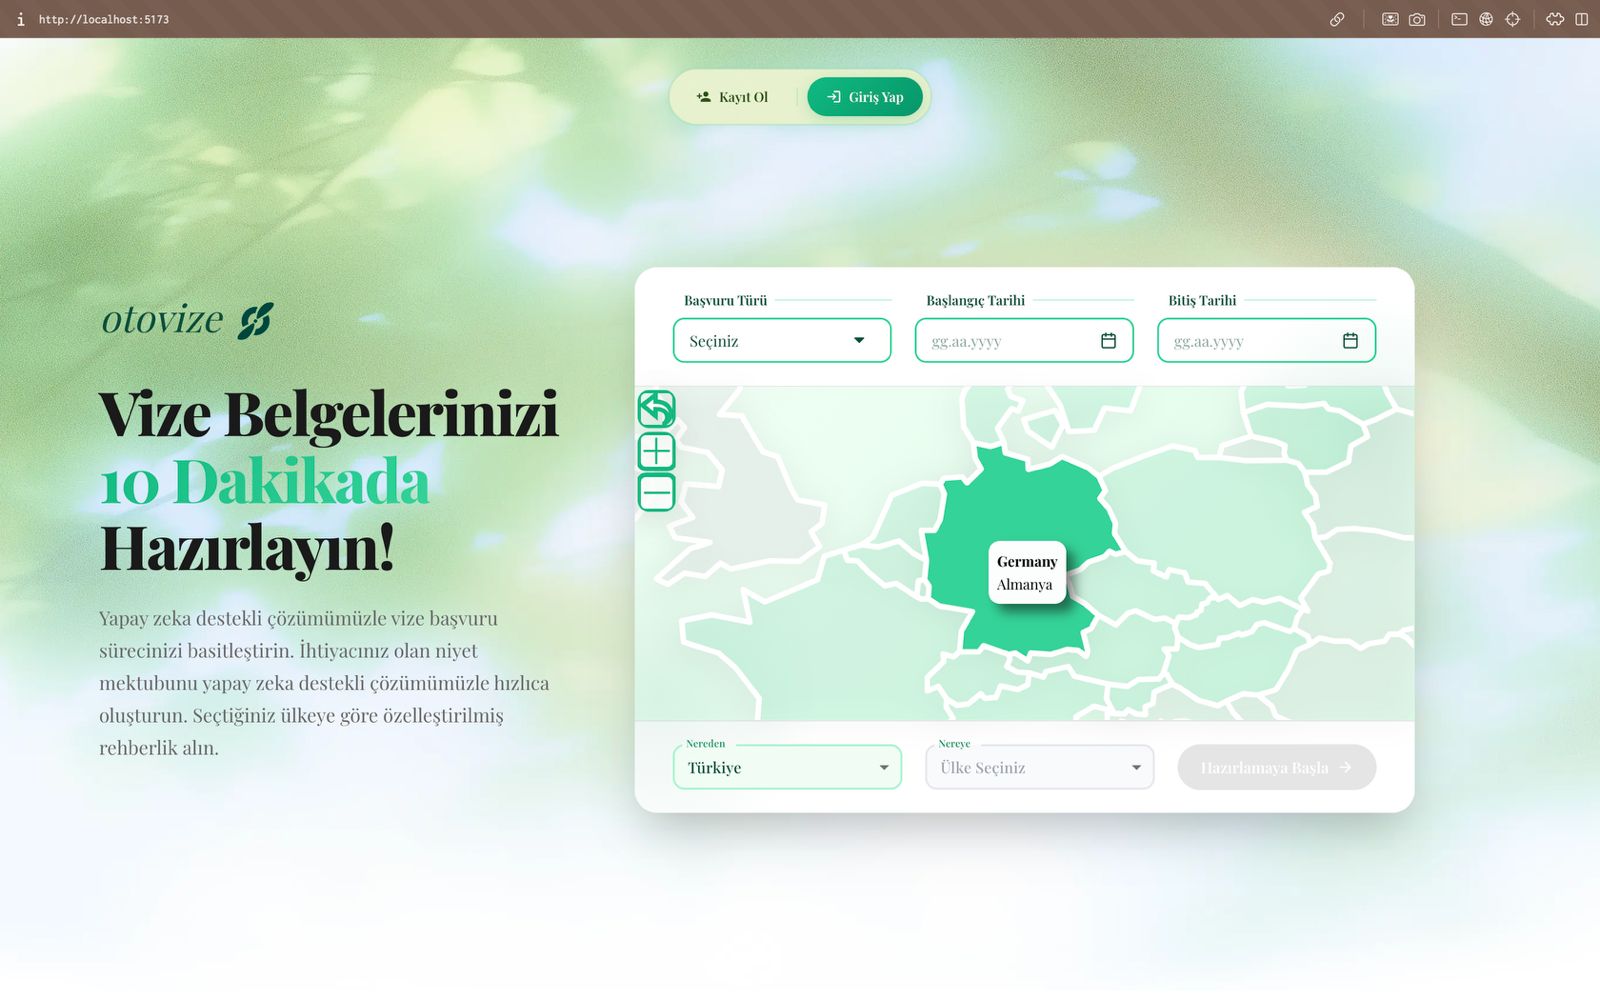 http://localhost:5173
Kayıt Ol
Giriş Yap
otovize
Vize Belgelerinizi
10 Dakikada
Hazırlayın!
Yapay zeka destekli çözümümüzle vize başvuru
sürecinizi basitleştirin. İhtiyacınız olan niyet
mektubunu yapay zeka destekli çözümümüzle hızlıca
oluşturun. Seçtiğiniz ülkeye göre özelleştirilmiş
rehberlik alın.
Başvuru Türü
Seçiniz
Başlangıç Tarihi
gg.aa.yyyy
Bitiş Tarihi
gg.aa.yyyy
Germany
Almanya
Nereden
Türkiye
Nereye
Ülke Seçiniz
Hazırlamaya Başla